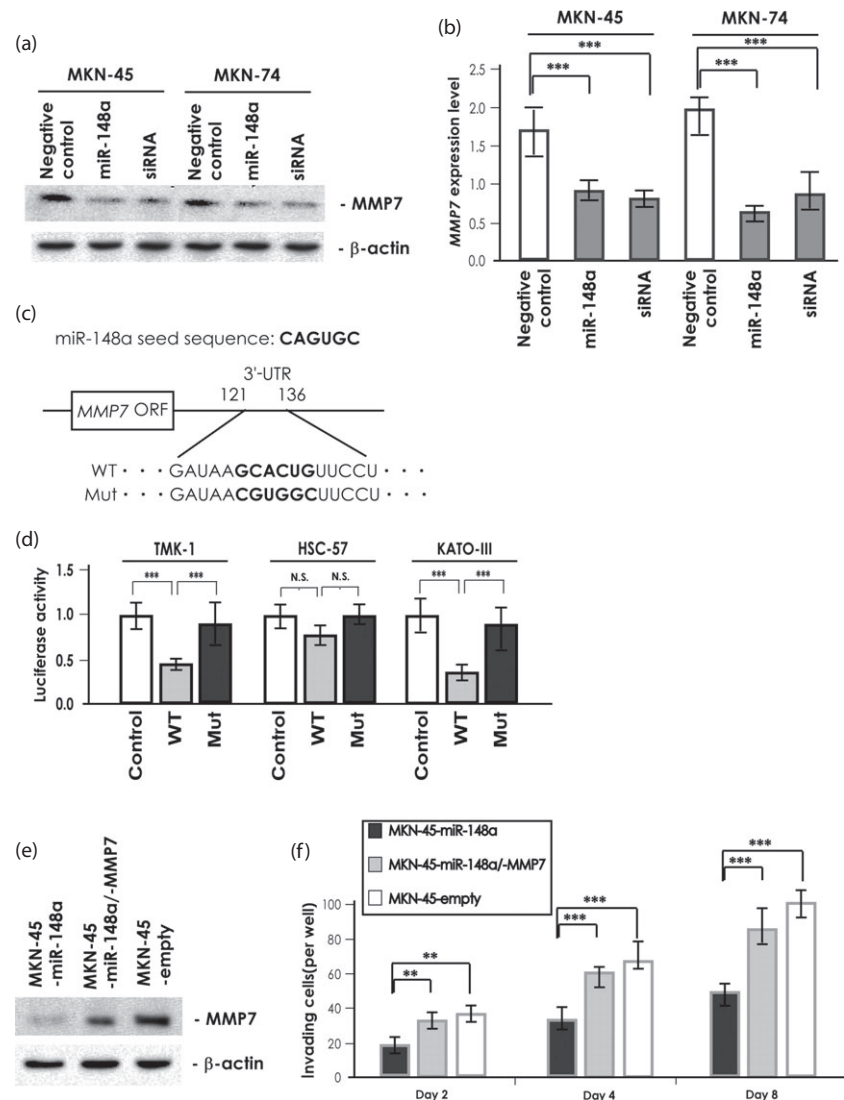 (a)
MKN-45 MKN-74
Negative control
miR-148a
siRNA
Negative control
miR-148a
siRNA
- MMP7
- β-actin
(b)
MKN-45 MKN-74
*** ***
*** ***
MMP7 expression level
2.5
2.0
1.5
1.0
0.5
0.0
Negative control
miR-148a
siRNA
Negative control
miR-148a
siRNA
(c)
miR-148a seed sequence: CAGUGC
3'-UTR
121 136
MMP7 ORF
WT · · · GAUAAGCACUGUUCCU · · ·
Mut · · · GAUAACGUGGCUUCCU · · ·
(d)
TMK-1 HSC-57 KATO-III
*** *** N.S. N.S. *** ***
Luciferase activity
1.5
1.0
0.5
0.0
Control
WT
Mut
Control
WT
Mut
Control
WT
Mut
(e)
MKN-45 -miR-148a
MKN-45 -miR-148a/-MMP7
MKN-45 -empty
- MMP7
- β-actin
(f)
MKN-45-miR-148a
MKN-45-miR-148a/-MMP7
MKN-45-empty
** **
*** ***
*** ***
Invading cells(per well)
100
80
60
40
20
0
Day 2 Day 4 Day 8